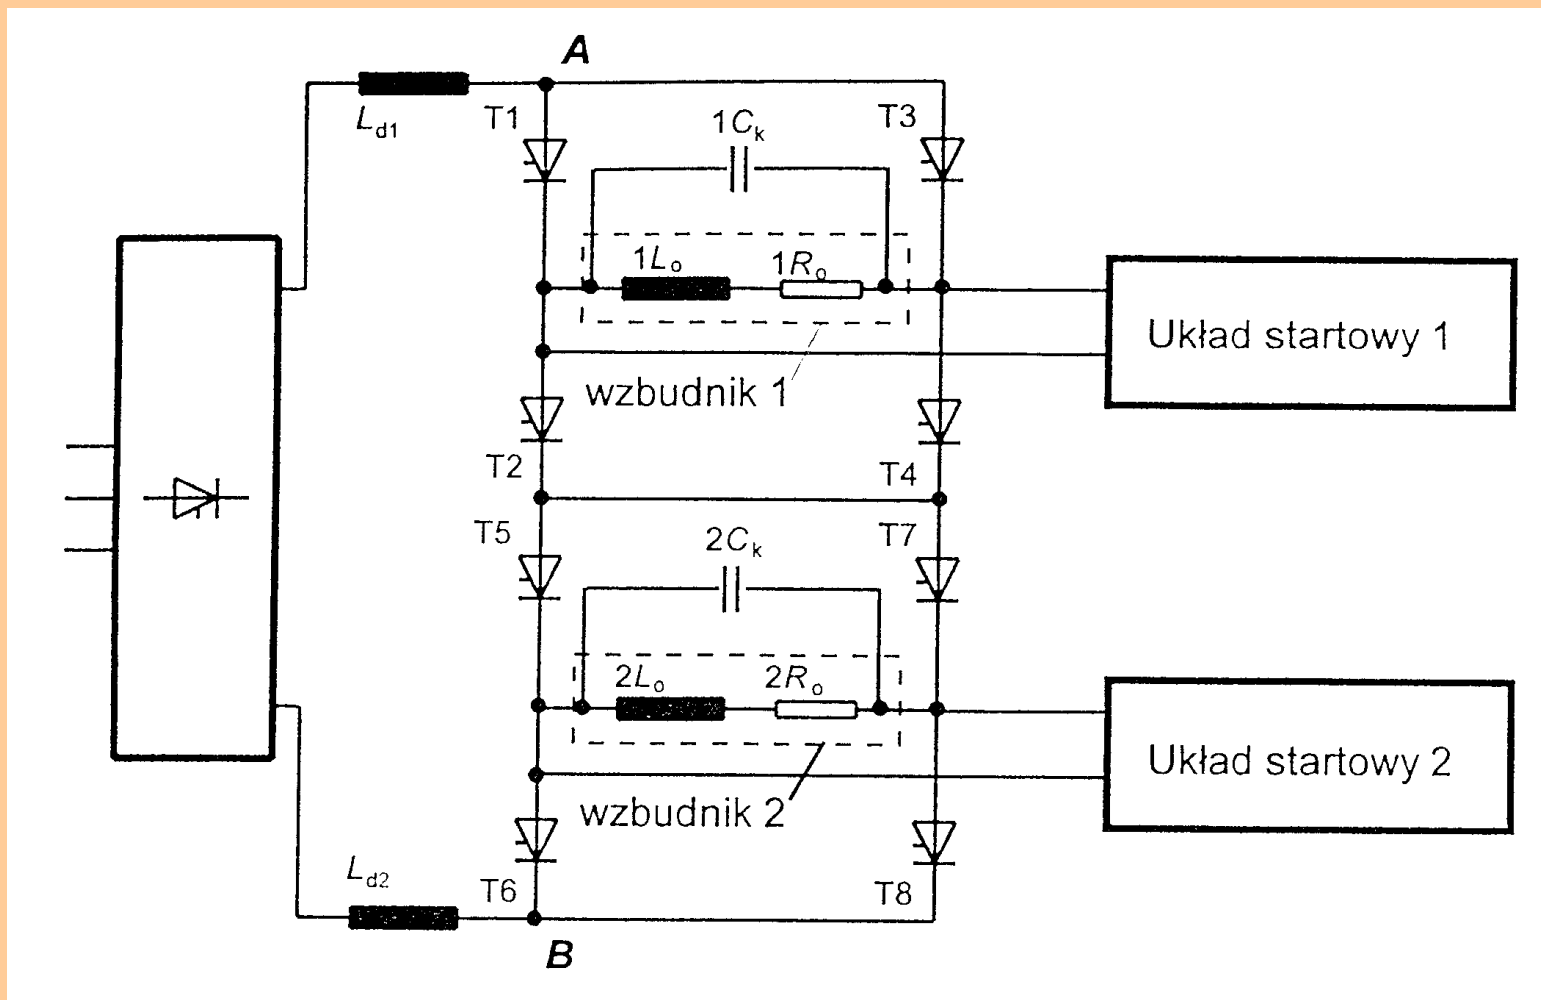 A
L_d1
T1
1C_k
T3
1L_o
1R_o
Układ startowy 1
wzbudnik 1
T2
T4
T5
2C_k
T7
2L_o
2R_o
Układ startowy 2
wzbudnik 2
L_d2
T6
T8
B